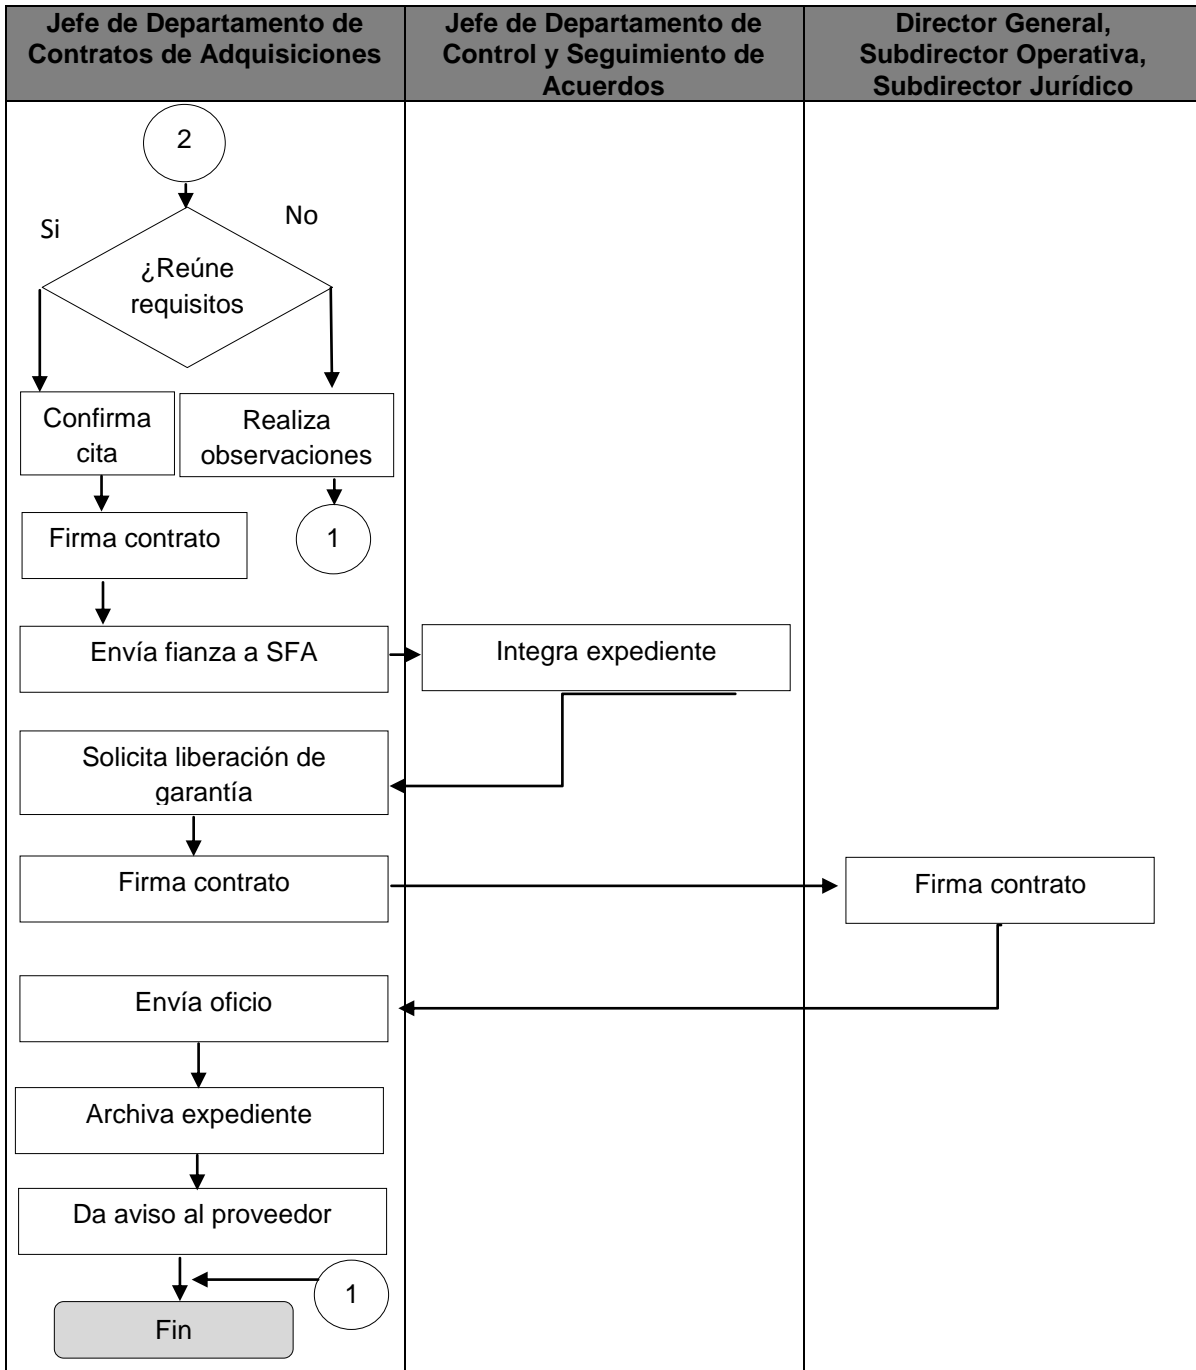 Jefe de Departamento de
Contratos de Adquisiciones
Jefe de Departamento de
Control y Seguimiento de
Acuerdos
Director General,
Subdirector Operativa,
Subdirector Jurídico
2
Si
No
¿Reúne
requisitos
Confirma
cita
Realiza
observaciones
Firma contrato
1
Envía fianza a SFA
Integra expediente
Solicita liberación de
garantía
Firma contrato
Firma contrato
Envía oficio
Archiva expediente
Da aviso al proveedor
1
Fin